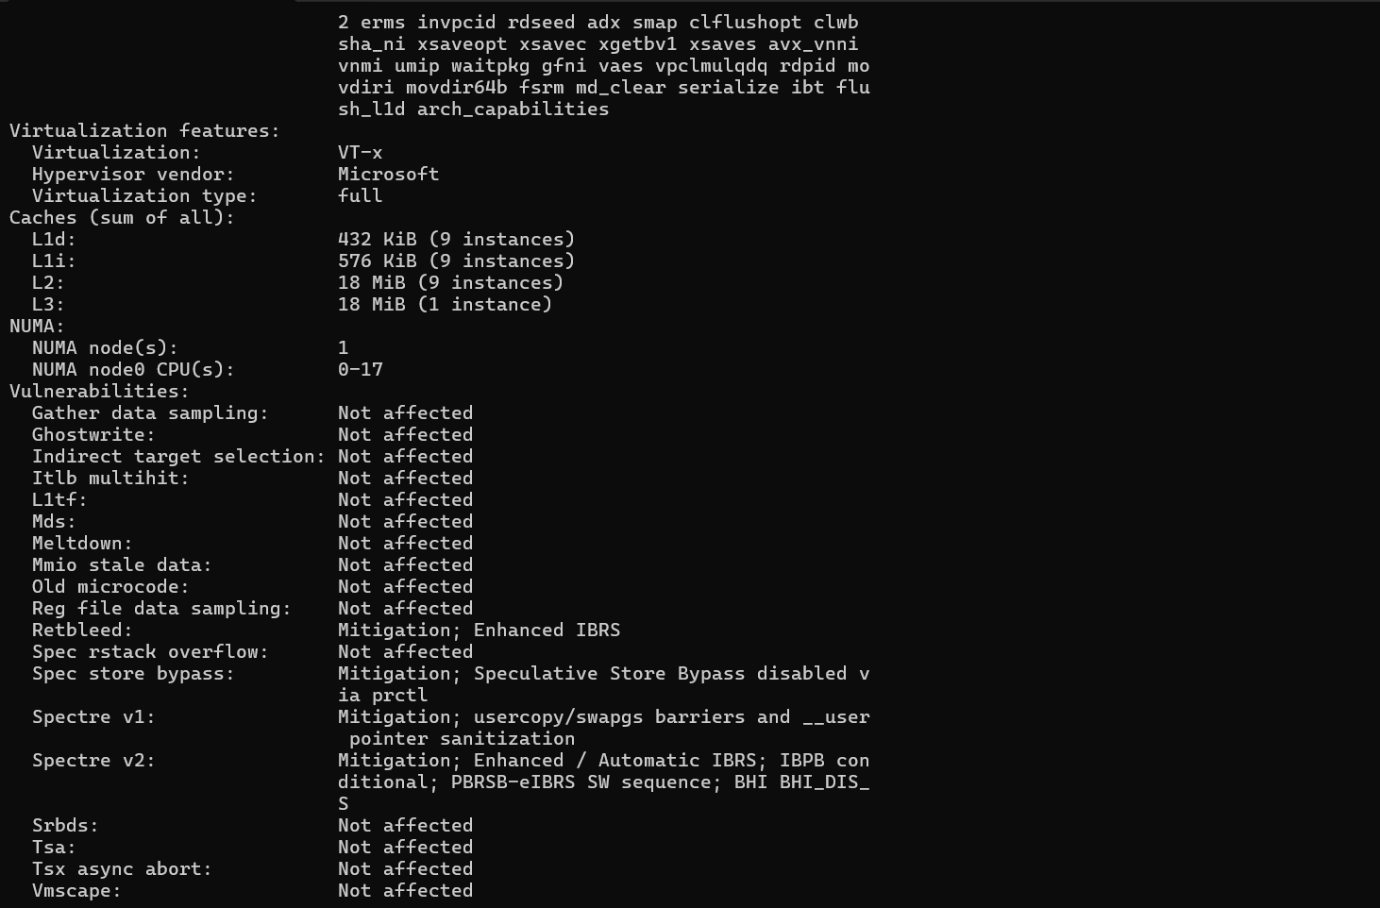 2 erms invpcid rdseed adx smap clflushopt clwb
sha_ni xsaveopt xsavec xgetbv1 xsaves avx_vnni
vnmi umip waitpkg gfni vaes vpclmulqdq rdpid mo
vdiri movdir64b fsrm md_clear serialize ibt flu
sh_l1d arch_capabilities
Virtualization features:
Virtualization: VT-x
Hypervisor vendor: Microsoft
Virtualization type: full
Caches (sum of all):
L1d: 432 KiB (9 instances)
L1i: 576 KiB (9 instances)
L2: 18 MiB (9 instances)
L3: 18 MiB (1 instance)
NUMA:
NUMA node(s): 1
NUMA node0 CPU(s): 0-17
Vulnerabilities:
Gather data sampling: Not affected
Ghostwrite: Not affected
Indirect target selection: Not affected
Itlb multihit: Not affected
L1tf: Not affected
Mds: Not affected
Meltdown: Not affected
Mmio stale data: Not affected
Old microcode: Not affected
Reg file data sampling: Not affected
Retbleed: Mitigation; Enhanced IBRS
Spec rstack overflow: Not affected
Spec store bypass: Mitigation; Speculative Store Bypass disabled v
ia prctl
Spectre v1: Mitigation; usercopy/swapgs barriers and __user
pointer sanitization
Spectre v2: Mitigation; Enhanced / Automatic IBRS; IBPB con
ditional; PBRSB-eIBRS SW sequence; BHI BHI_DIS_
S
Srbds: Not affected
Tsa: Not affected
Tsx async abort: Not affected
Vmscape: Not affected